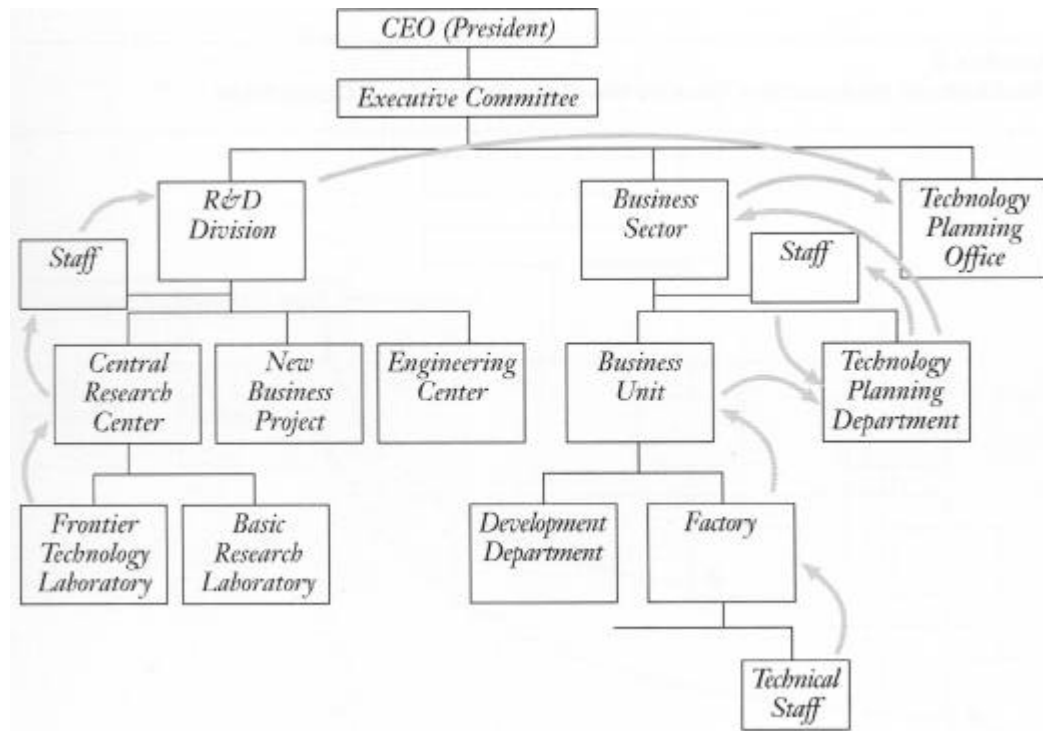 CEO (President)
Executive Committee
R&D
Division
Business
Sector
Technology
Planning
Office
Staff
Staff
Central
Research
Center
New
Business
Project
Engineering
Center
Business
Unit
Technology
Planning
Department
Frontier
Technology
Laboratory
Basic
Research
Laboratory
Development
Department
Factory
Technical
Staff